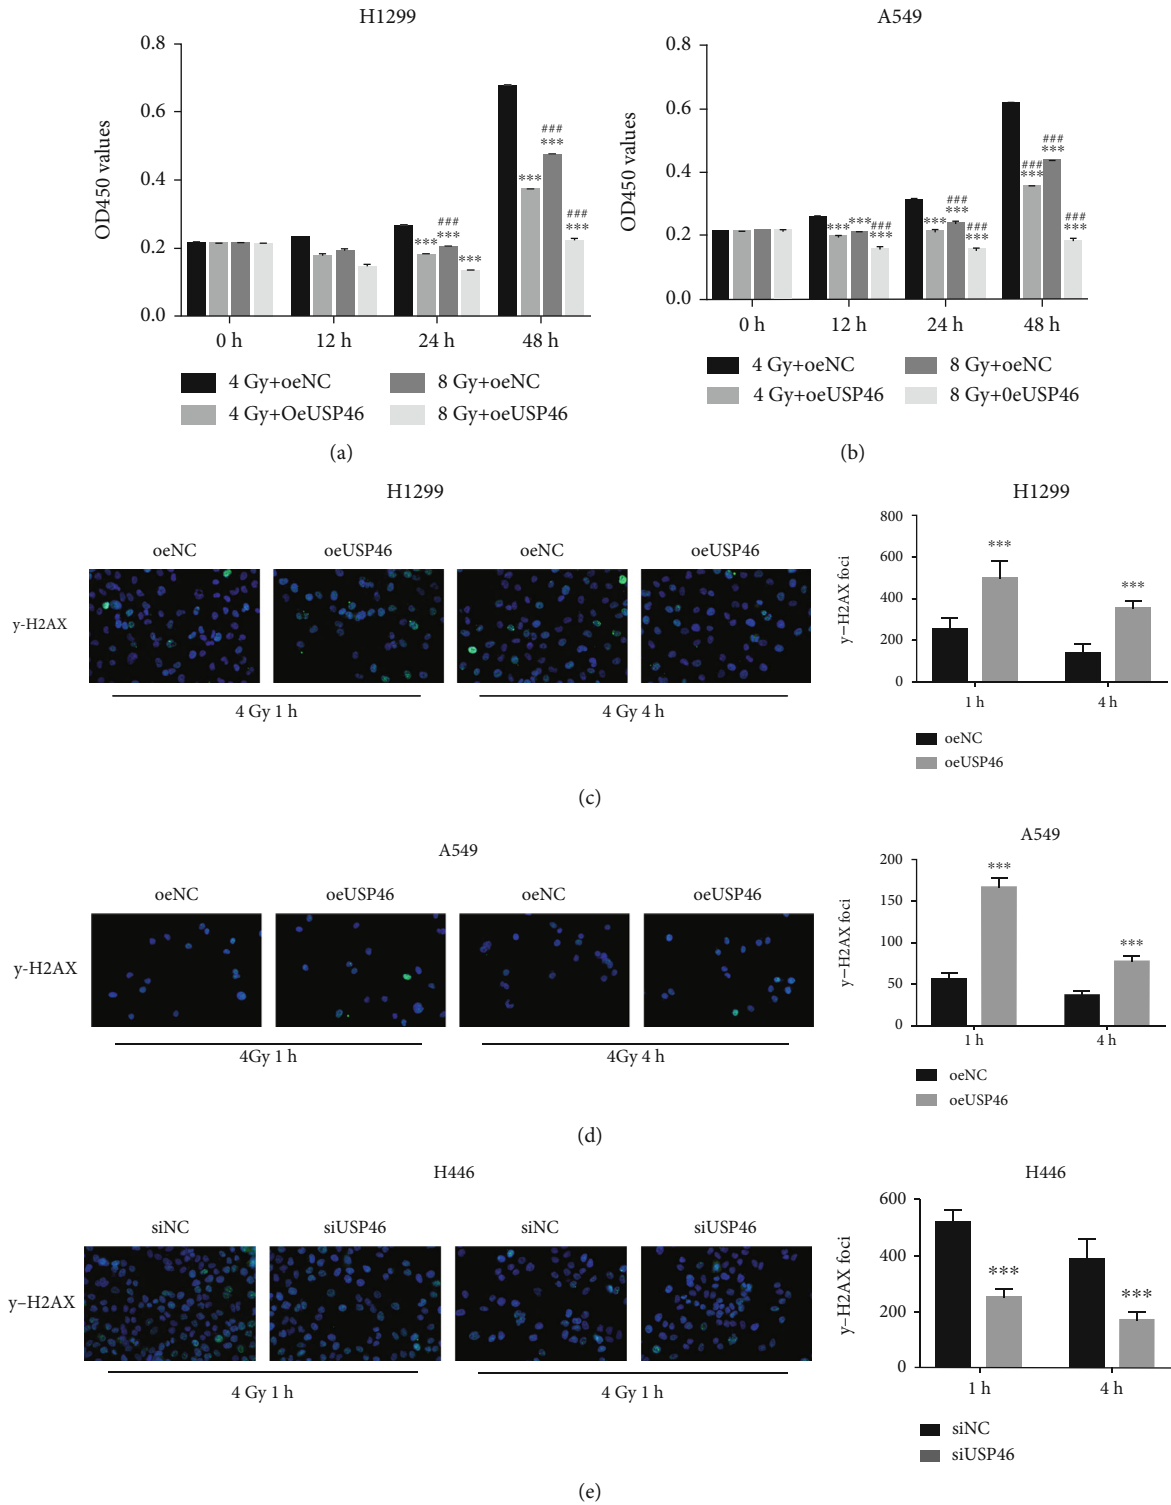 H1299
OD450 values
0.8
0.6
0.4
0.2
0.0
***
###
***
***
***
###
***
###
***
0 h
12 h
24 h
48 h
4 Gy+oeNC
8 Gy+oeNC
4 Gy+OeUSP46
8 Gy+oeUSP46
(a)
A549
OD450 values
0.8
0.6
0.4
0.2
0.0
***
***
###
***
***
###
***
###
***
###
***
###
***
###
***
0 h
12 h
24 h
48 h
4 Gy+oeNC
8 Gy+oeNC
4 Gy+oeUSP46
8 Gy+0eUSP46
(b)
H1299
oeNC
oeUSP46
oeNC
oeUSP46
y-H2AX
4 Gy 1 h
4 Gy 4 h
H1299
y–H2AX foci
800
600
400
200
0
***
***
1 h
4 h
oeNC
oeUSP46
(c)
A549
oeNC
oeUSP46
oeNC
oeUSP46
y-H2AX
4Gy 1 h
4Gy 4 h
A549
y–H2AX foci
200
150
100
50
0
***
***
1 h
4 h
oeNC
oeUSP46
(d)
H446
siNC
siUSP46
siNC
siUSP46
y–H2AX
4 Gy 1 h
4 Gy 1 h
H446
y–H2AX foci
600
400
200
0
***
***
1 h
4 h
siNC
siUSP46
(e)